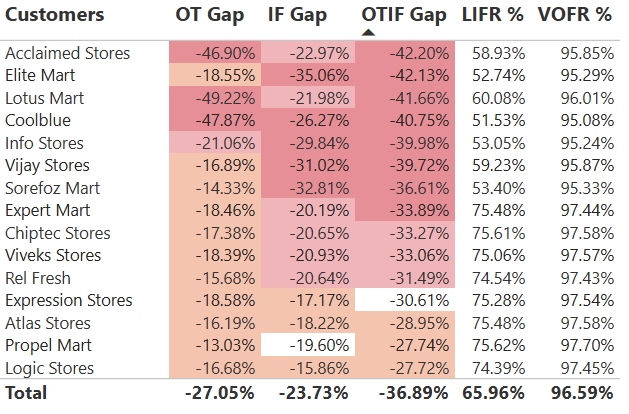 Customers OT Gap IF Gap OTIF Gap LIFR % VOFR %
Acclaimed Stores -46.90% -22.97% -42.20% 58.93% 95.85%
Elite Mart -18.55% -35.06% -42.13% 52.74% 95.29%
Lotus Mart -49.22% -21.98% -41.66% 60.08% 96.01%
Coolblue -47.87% -26.27% -40.75% 51.53% 95.08%
Info Stores -21.06% -29.84% -39.98% 53.05% 95.24%
Vijay Stores -16.89% -31.02% -39.72% 59.23% 95.87%
Sorefoz Mart -14.33% -32.81% -36.61% 53.40% 95.33%
Expert Mart -18.46% -20.19% -33.89% 75.48% 97.44%
Chiptec Stores -17.38% -20.65% -33.27% 75.61% 97.58%
Viveks Stores -18.39% -20.93% -33.06% 75.06% 97.57%
Rel Fresh -15.68% -20.64% -31.49% 74.54% 97.43%
Expression Stores -18.58% -17.17% -30.61% 75.28% 97.54%
Atlas Stores -16.19% -18.22% -28.95% 75.48% 97.58%
Propel Mart -13.03% -19.60% -27.74% 75.62% 97.70%
Logic Stores -16.68% -15.86% -27.72% 74.39% 97.45%
Total -27.05% -23.73% -36.89% 65.96% 96.59%